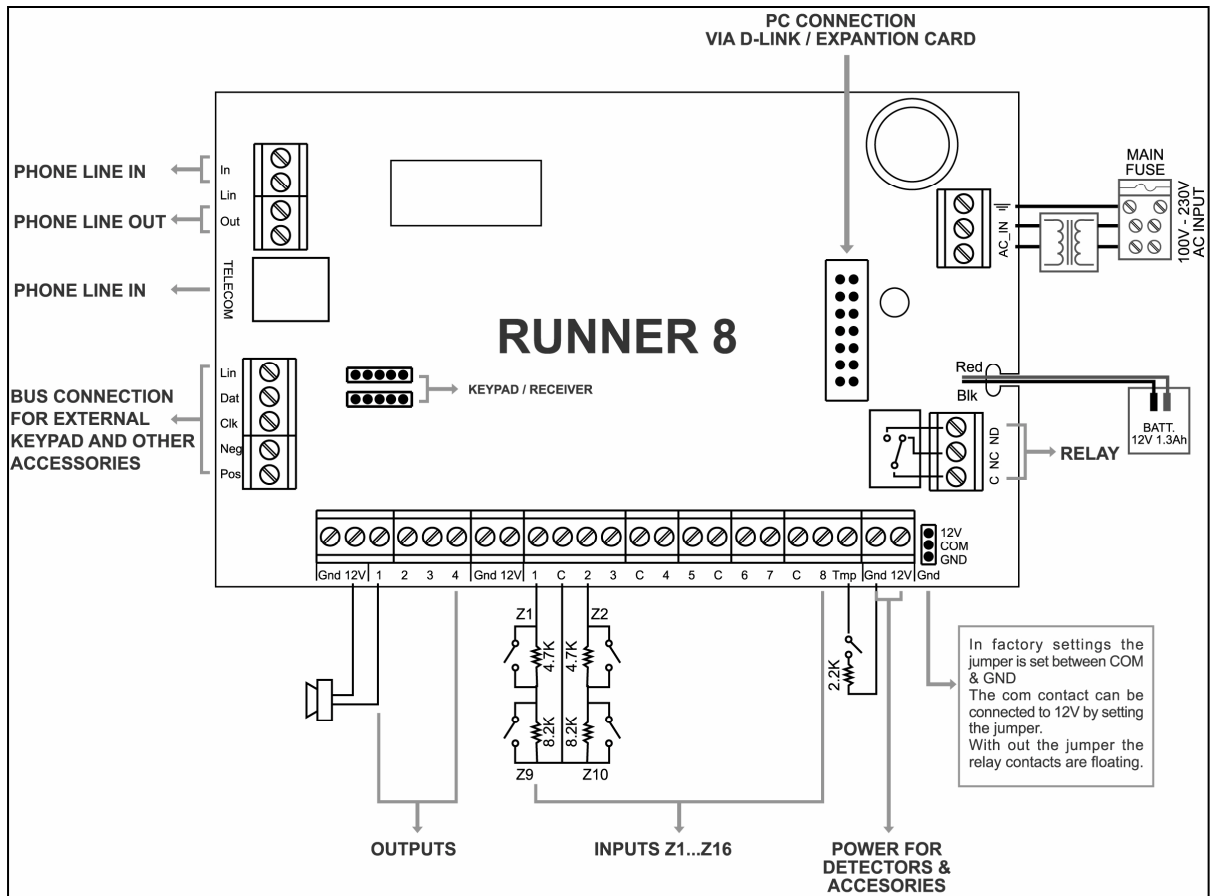 PC CONNECTION
VIA D-LINK / EXPANTION CARD
PHONE LINE IN
In
Lin
PHONE LINE OUT
Out
PHONE LINE IN
TELECOM
MAIN
FUSE
AC_IN
100V - 230V
AC INPUT
RUNNER 8
BUS CONNECTION
FOR EXTERNAL
KEYPAD AND OTHER
ACCESSORIES
Lin
Dat
Clk
Neg
Pos
KEYPAD / RECEIVER
Red
Blk
BATT.
12V 1.3Ah
C NC ND
RELAY
12V
COM
GND
Gnd 12V 1 2 3 4 Gnd 12V 1 C 2 3 C 4 5 C 6 7 C 8 Tmp Gnd 12V Gnd
Z1
Z2
4.7K
4.7K
8.2K
8.2K
Z9
Z10
2.2K
In factory settings the
jumper is set between COM
& GND
The com contact can be
connected to 12V by setting
the jumper.
With out the jumper the
relay contacts are floating.
OUTPUTS
INPUTS Z1...Z16
POWER FOR
DETECTORS &
ACCESORIES